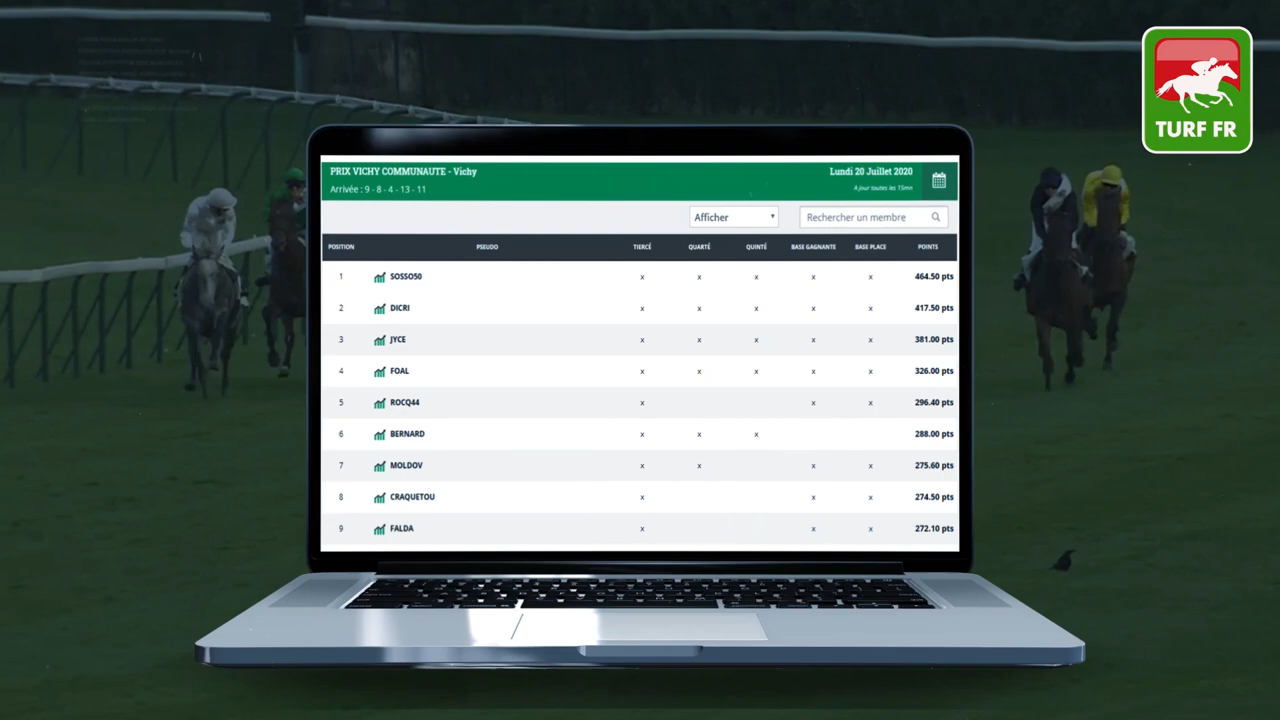 TURF FR
PRIX VICHY COMMUNAUTE - Vichy
Lundi 20 Juillet 2020
Arrivée : 9 - 8 - 4 - 13 - 11
A jour toutes les 15mn
Afficher
Rechercher un membre
POSITION PSEUDO TIERCÉ QUARTÉ QUINTÉ BASE GAGNANTE BASE PLACE POINTS
1 SOSSO50 x x x x x 464.50 pts
2 DICRI x x x x x 417.50 pts
3 JYCE x x x x x 381.00 pts
4 FOAL x x x x x 326.00 pts
5 ROCQ44 x x x 296.40 pts
6 BERNARD x x x 288.00 pts
7 MOLDOV x x x x 275.60 pts
8 CRAQUETOU x x x 274.50 pts
9 FALDA x x x 272.10 pts